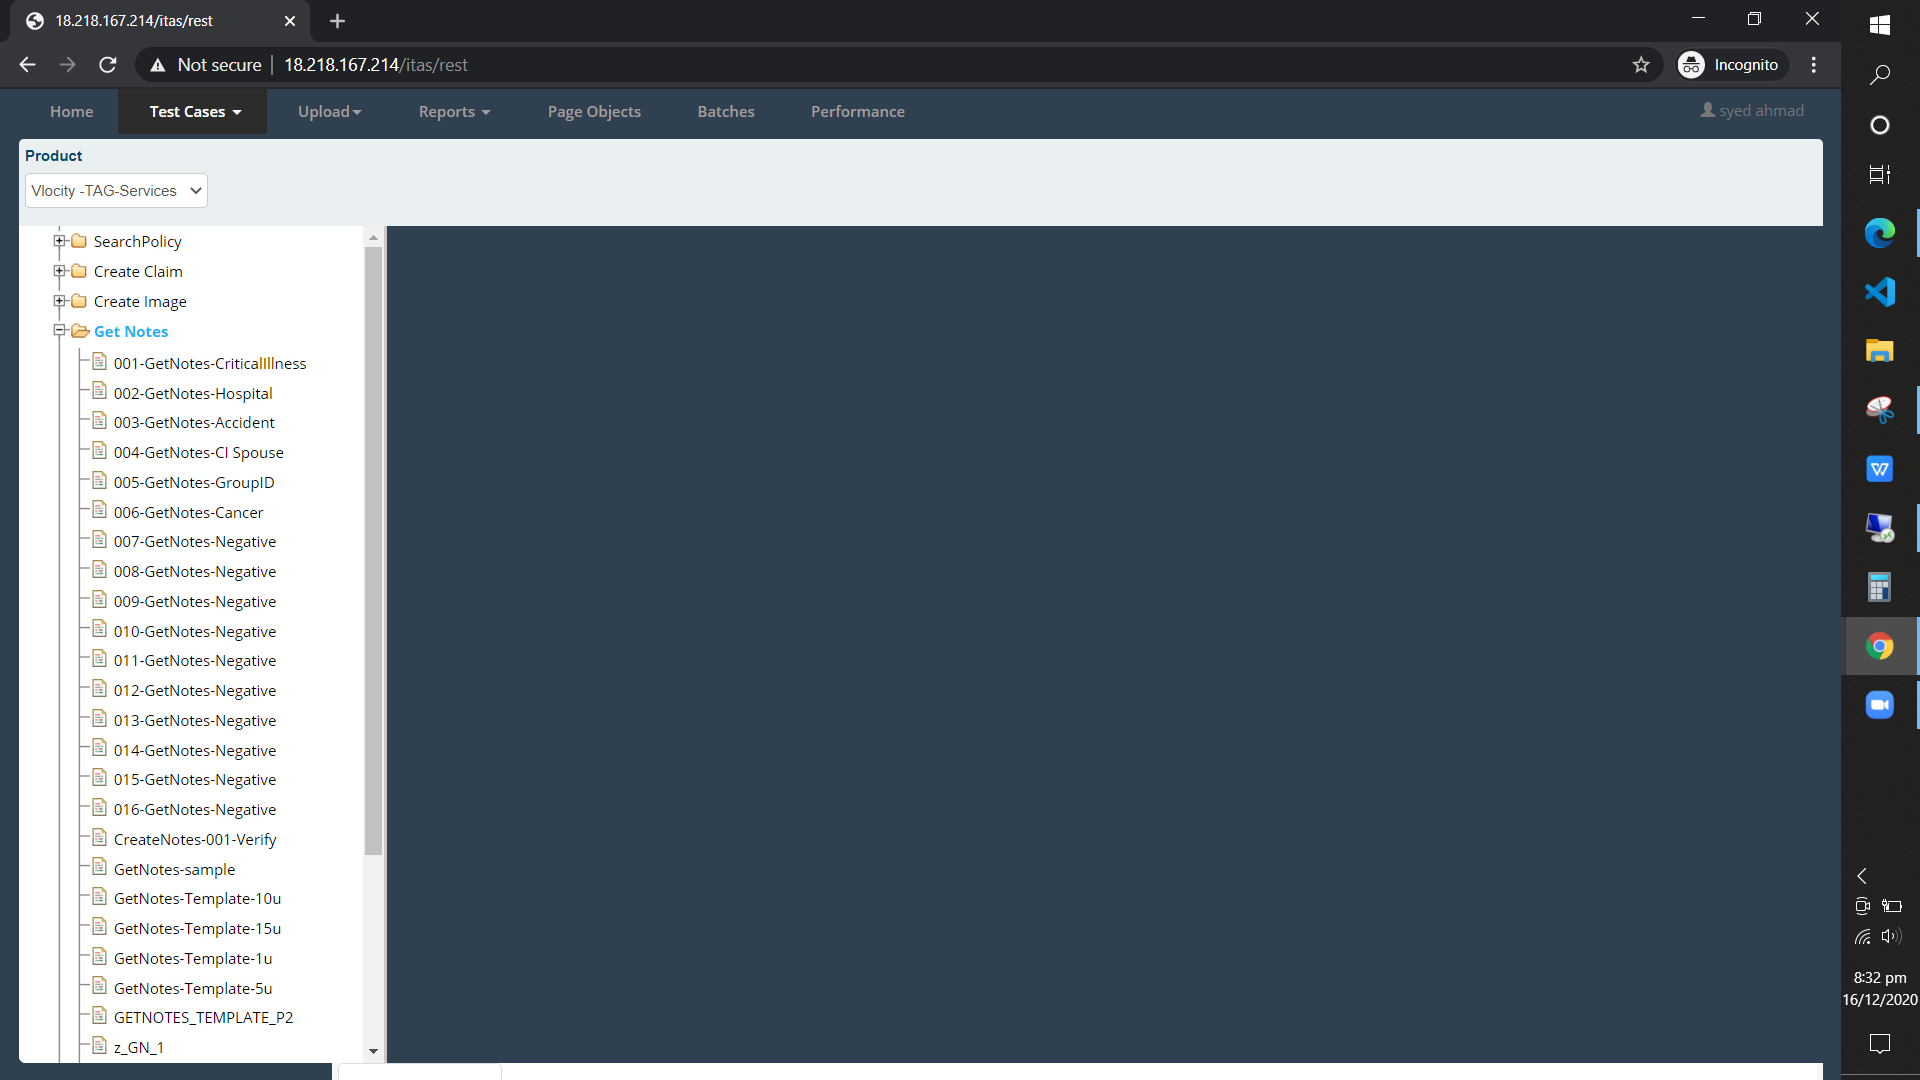 18.218.167.214/itas/rest
Not secure
18.218.167.214/itas/rest
Incognito
Home
Test Cases
Upload
Reports
Page Objects
Batches
Performance
syed ahmad
Product
Vlocity -TAG-Services
SearchPolicy
Create Claim
Create Image
Get Notes
001-GetNotes-CriticalIllness
002-GetNotes-Hospital
003-GetNotes-Accident
004-GetNotes-CI Spouse
005-GetNotes-GroupID
006-GetNotes-Cancer
007-GetNotes-Negative
008-GetNotes-Negative
009-GetNotes-Negative
010-GetNotes-Negative
011-GetNotes-Negative
012-GetNotes-Negative
013-GetNotes-Negative
014-GetNotes-Negative
015-GetNotes-Negative
016-GetNotes-Negative
CreateNotes-001-Verify
GetNotes-sample
GetNotes-Template-10u
GetNotes-Template-15u
GetNotes-Template-1u
GetNotes-Template-5u
GETNOTES_TEMPLATE_P2
z_GN_1
8:32 pm
16/12/2020